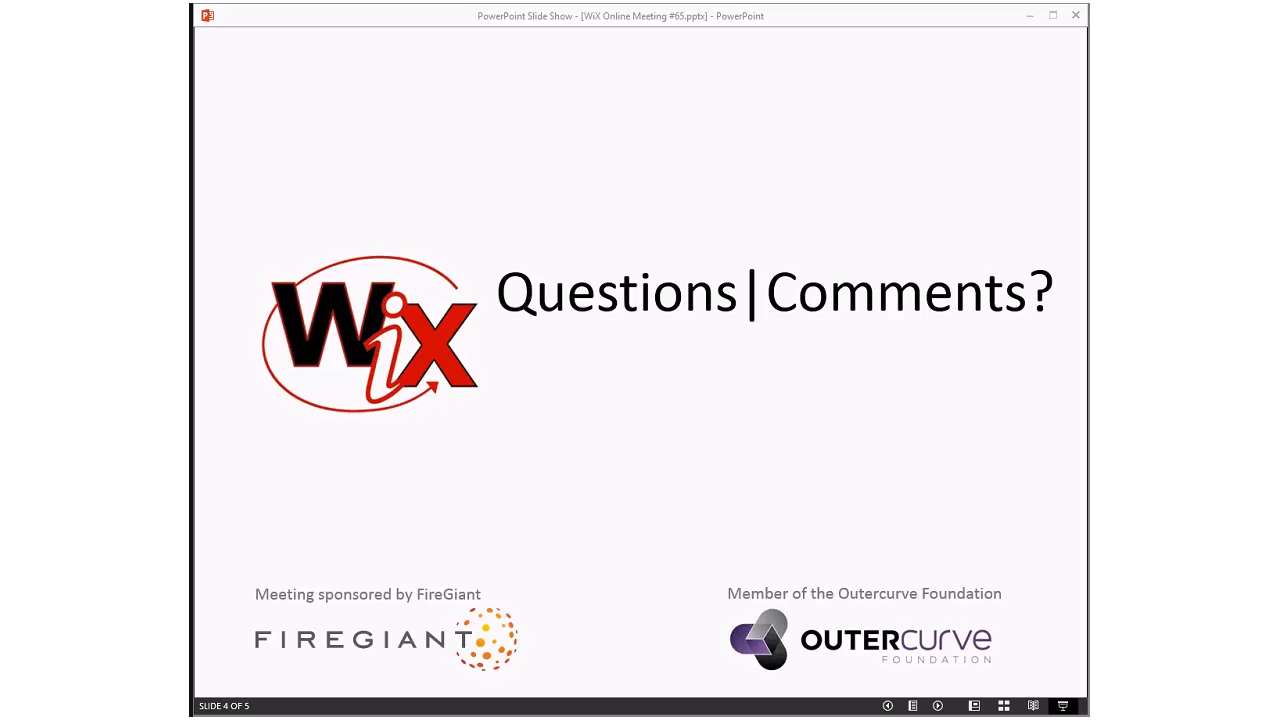 PowerPoint Slide Show - [WiX Online Meeting #65.pptx] - PowerPoint
WiX
Questions|Comments?
Meeting sponsored by FireGiant
FIREGIANT
Member of the Outercurve Foundation
OUTERCURVE
FOUNDATION
SLIDE 4 OF 5